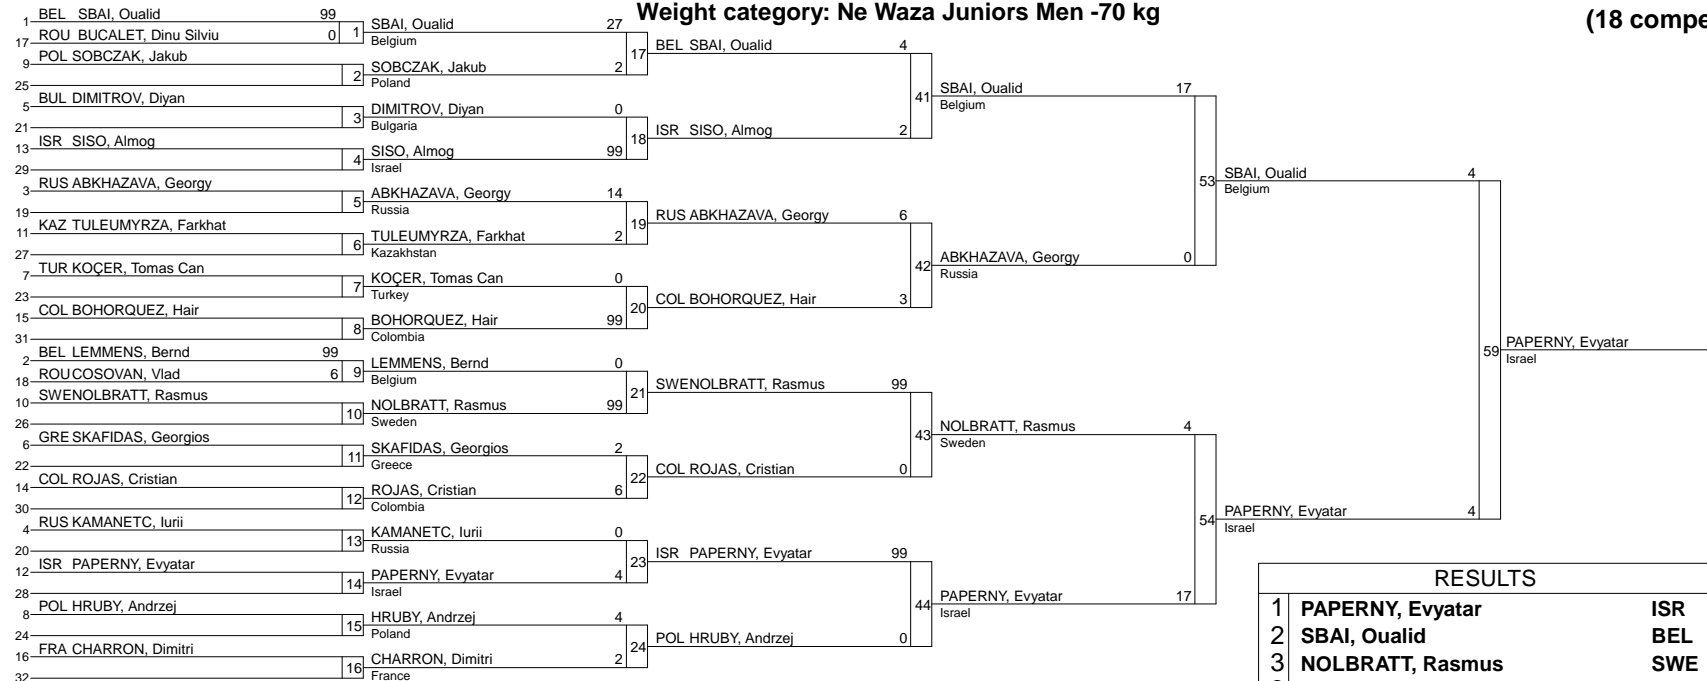 Weight category: Ne Waza Juniors Men -70 kg
(18 compe
1 BEL SBAI, Oualid 99
17 ROU BUCALET, Dinu Silviu 0
9 POL SOBCZAK, Jakub
25
5 BUL DIMITROV, Diyan
21
13 ISR SISO, Almog
29
3 RUS ABKHAZAVA, Georgy
19
11 KAZ TULEUMYRZA, Farkhat
27
7 TUR KOÇER, Tomas Can
23
15 COL BOHORQUEZ, Hair
31
2 BEL LEMMENS, Bernd 99
18 ROU COSOVAN, Vlad 6
10 SWE NOLBRATT, Rasmus
26
6 GRE SKAFIDAS, Georgios
22
14 COL ROJAS, Cristian
30
4 RUS KAMANETC, Iurii
20
12 ISR PAPERNY, Evyatar
28
8 POL HRUBY, Andrzej
24
16 FRA CHARRON, Dimitri
32
1 SBAI, Oualid 27
Belgium
2 SOBCZAK, Jakub 2
Poland
3 DIMITROV, Diyan 0
Bulgaria
4 SISO, Almog 99
Israel
5 ABKHAZAVA, Georgy 14
Russia
6 TULEUMYRZA, Farkhat 2
Kazakhstan
7 KOÇER, Tomas Can 0
Turkey
8 BOHORQUEZ, Hair 99
Colombia
9 LEMMENS, Bernd 0
Belgium
10 NOLBRATT, Rasmus 99
Sweden
11 SKAFIDAS, Georgios 2
Greece
12 ROJAS, Cristian 6
Colombia
13 KAMANETC, Iurii 0
Russia
14 PAPERNY, Evyatar 4
Israel
15 HRUBY, Andrzej 4
Poland
16 CHARRON, Dimitri 2
France
17 BEL SBAI, Oualid 4
18 ISR SISO, Almog 2
19 RUS ABKHAZAVA, Georgy 6
20 COL BOHORQUEZ, Hair 3
21 SWE NOLBRATT, Rasmus 99
22 COL ROJAS, Cristian 0
23 ISR PAPERNY, Evyatar 99
24 POL HRUBY, Andrzej 0
41 SBAI, Oualid 17
Belgium
42 ABKHAZAVA, Georgy 0
Russia
43 NOLBRATT, Rasmus 4
Sweden
44 PAPERNY, Evyatar 17
Israel
53 SBAI, Oualid 4
Belgium
54 PAPERNY, Evyatar 4
Israel
59 PAPERNY, Evyatar
Israel
RESULTS
1 PAPERNY, Evyatar ISR
2 SBAI, Oualid BEL
3 NOLBRATT, Rasmus SWE